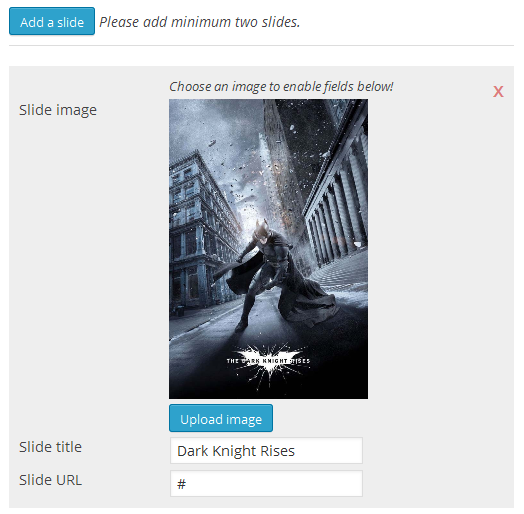 Add a slide Please add minimum two slides.
Choose an image to enable fields below!
X
Slide image
THE DARK KNIGHT RISES
Upload image
Slide title Dark Knight Rises
Slide URL #